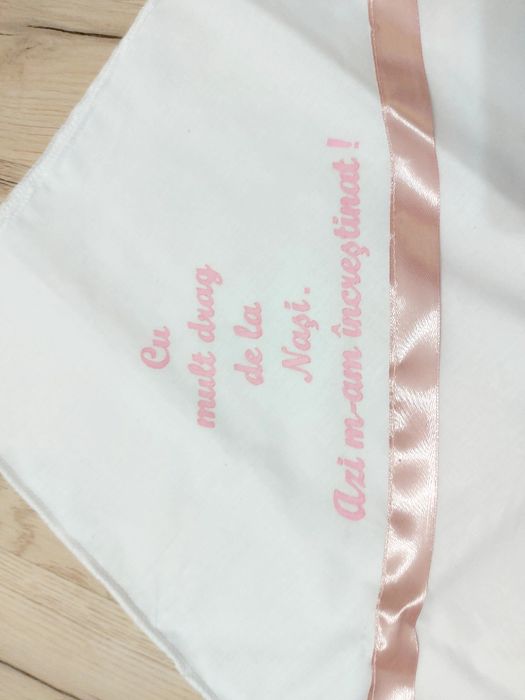 Cu
mult drag
de la
Nași.
Azi m-am încreștinat!